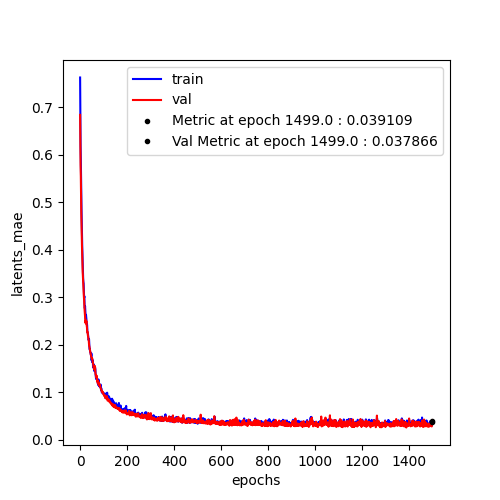 train
val
Metric at epoch 1499.0 : 0.039109
Val Metric at epoch 1499.0 : 0.037866
latents_mae
0.7
0.6
0.5
0.4
0.3
0.2
0.1
0.0
0 200 400 600 800 1000 1200 1400
epochs